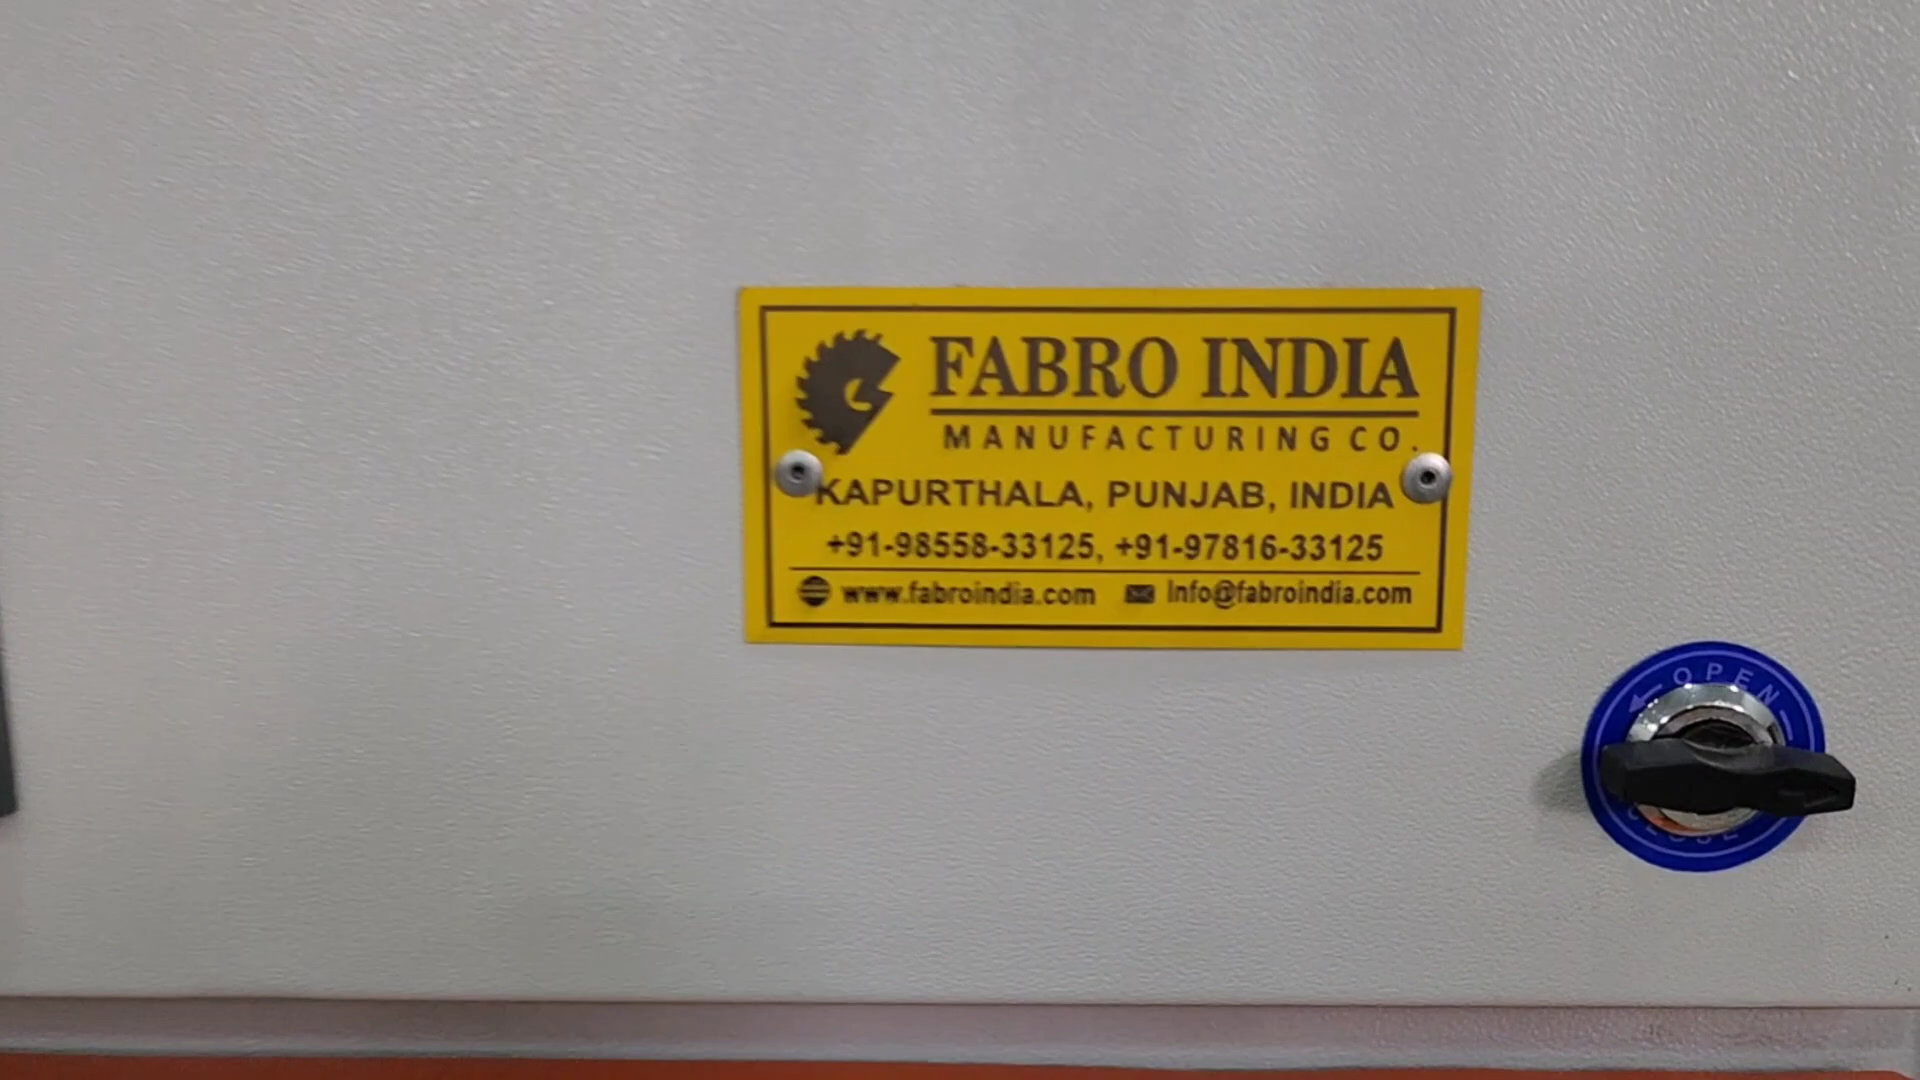 FABRO INDIA
MANUFACTURING CO.
KAPURTHALA, PUNJAB, INDIA
+91-98558-33125, +91-97816-33125
www.fabroindia.com Info@fabroindia.com
OPEN
CLOSE